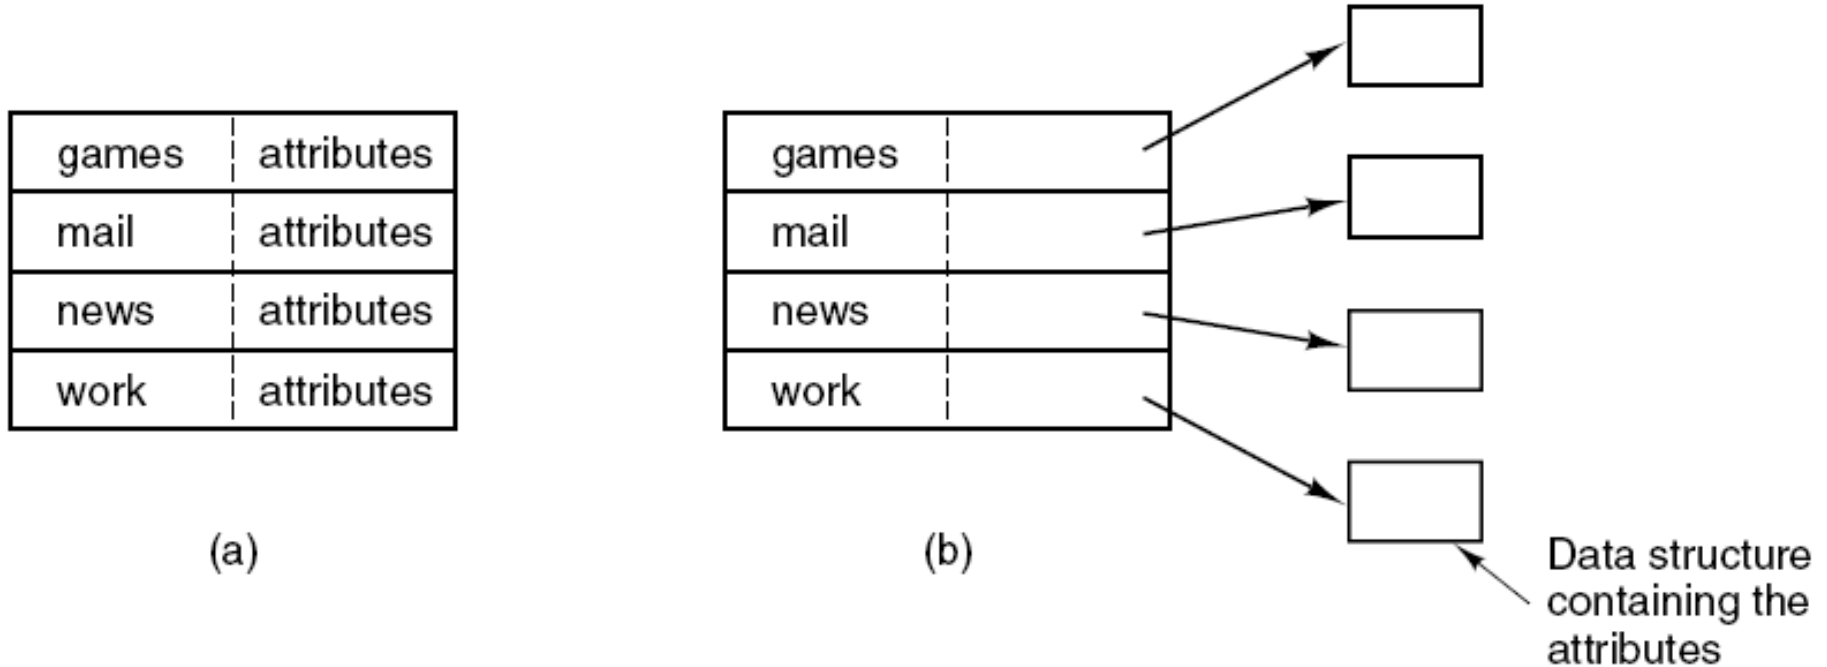 games attributes
mail attributes
news attributes
work attributes
(a)
games
mail
news
work
(b)
Data structure
containing the
attributes